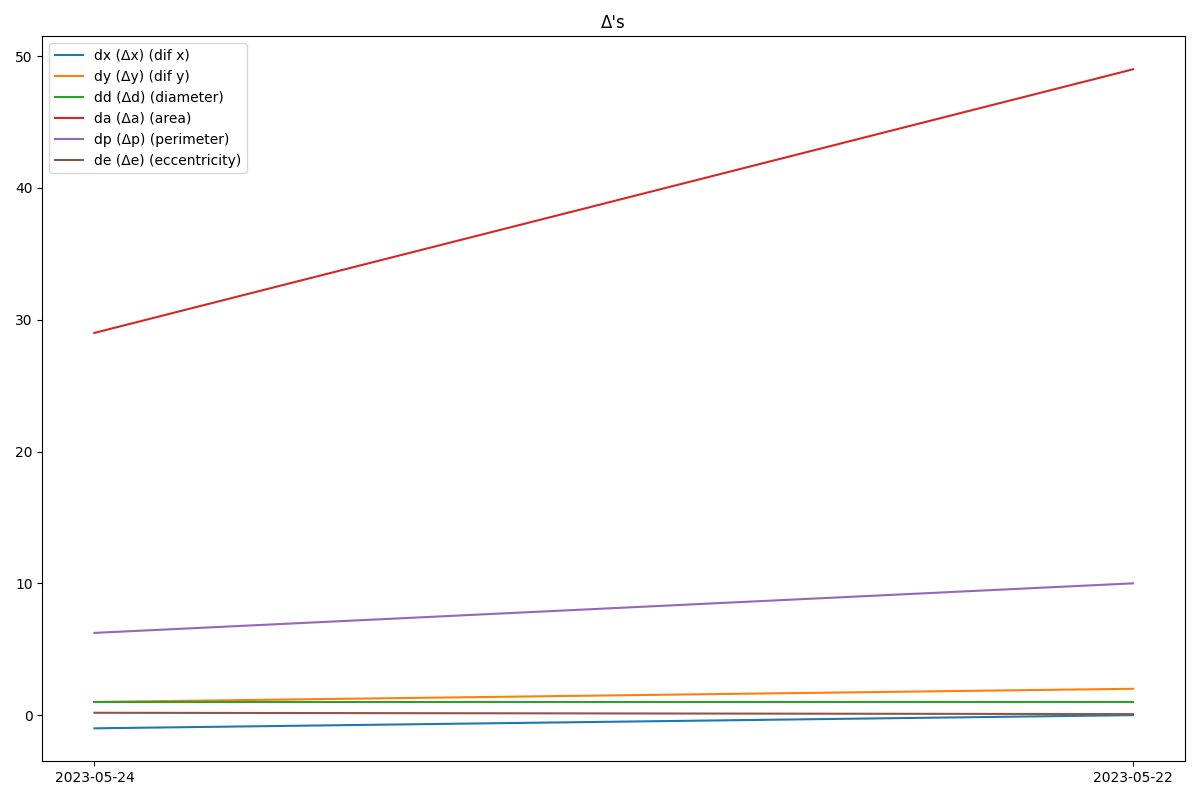 Δ's
dx (Δx) (dif x)
dy (Δy) (dif y)
dd (Δd) (diameter)
da (Δa) (area)
dp (Δp) (perimeter)
de (Δe) (eccentricity)
50
40
30
20
10
0
2023-05-24
2023-05-22